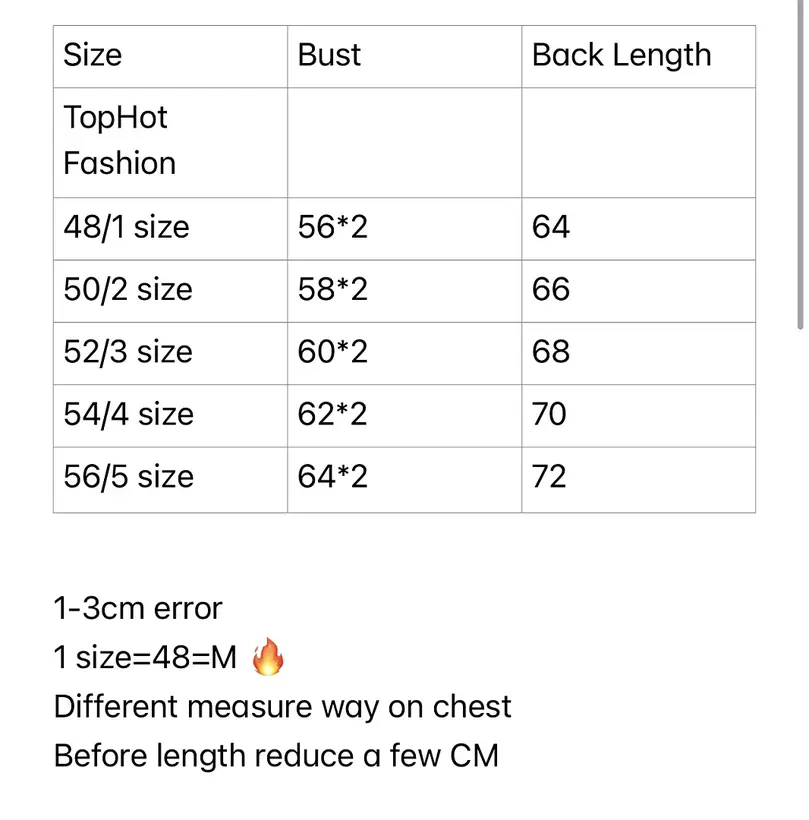 Size Bust Back Length
TopHot
Fashion
48/1 size 56*2 64
50/2 size 58*2 66
52/3 size 60*2 68
54/4 size 62*2 70
56/5 size 64*2 72
1-3cm error
1 size=48=M 🔥
Different measure way on chest
Before length reduce a few CM